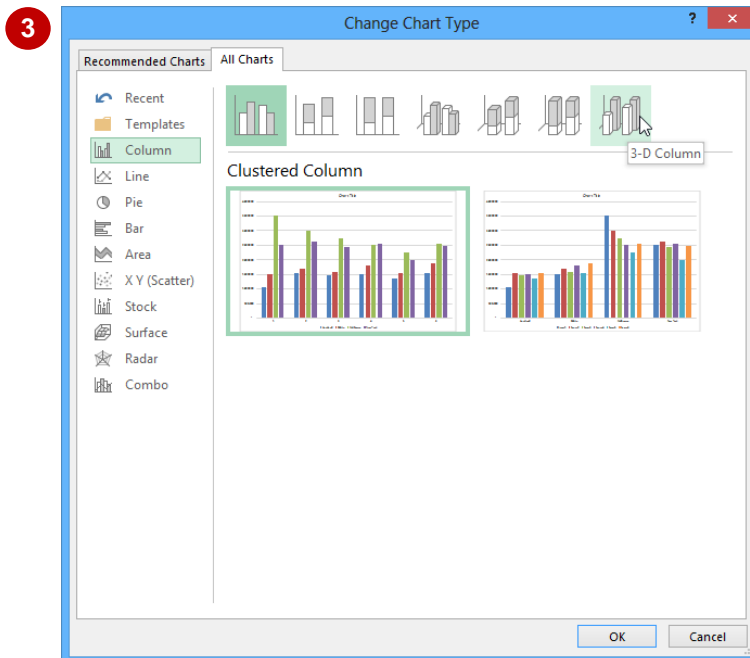 3
Change Chart Type
?
Recommended Charts
All Charts
Recent
Templates
Column
Line
Pie
Bar
Area
X Y (Scatter)
Stock
Surface
Radar
Combo
3-D Column
Clustered Column
OK
Cancel